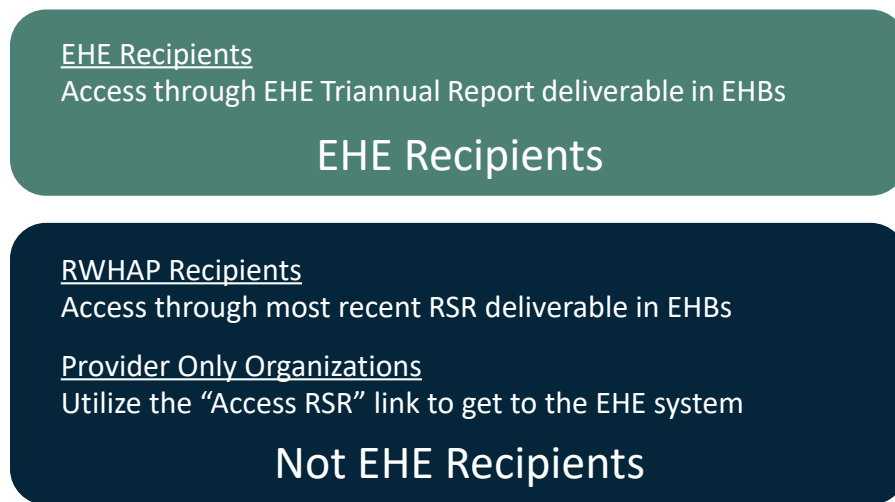 EHE Recipients
Access through EHE Triannual Report deliverable in EHBs
EHE Recipients
RWHAP Recipients
Access through most recent RSR deliverable in EHBs
Provider Only Organizations
Utilize the “Access RSR” link to get to the EHE system
Not EHE Recipients